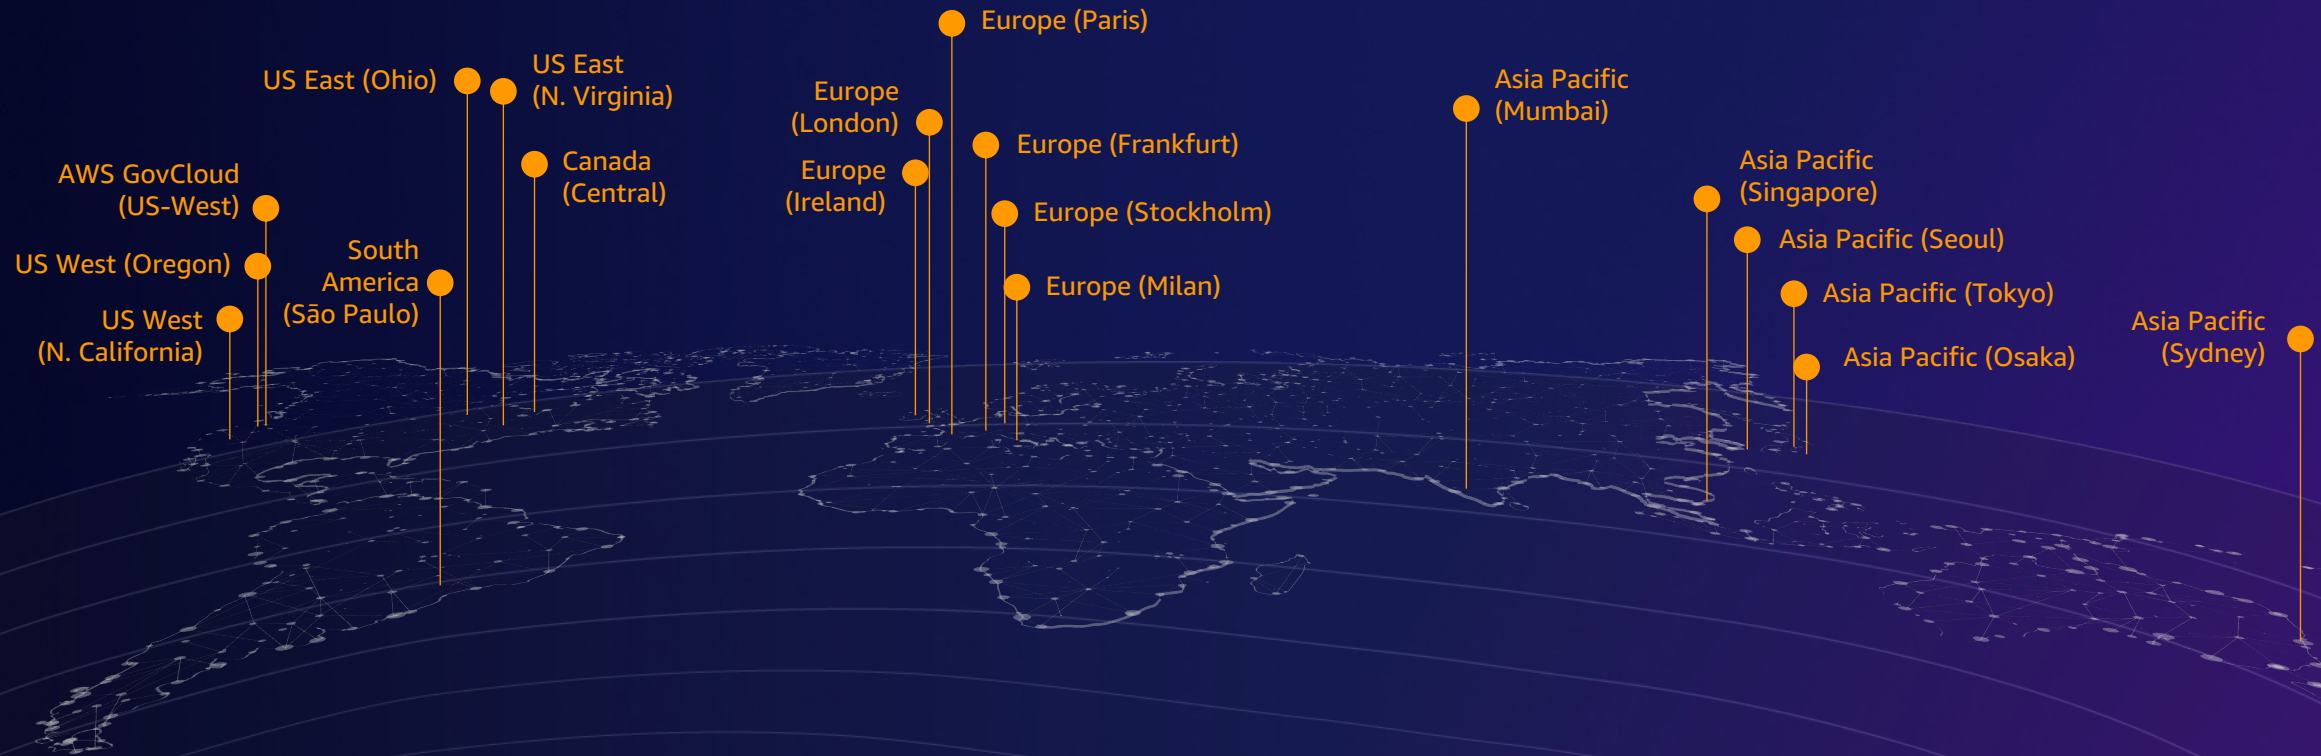 Europe (Paris)
US East (Ohio)
US East
(N. Virginia)
Europe
(London)
Asia Pacific
(Mumbai)
Europe (Frankfurt)
Canada
(Central)
AWS GovCloud
(US-West)
Europe
(Ireland)
Asia Pacific
(Singapore)
Europe (Stockholm)
Asia Pacific (Seoul)
US West (Oregon)
South
America
(São Paulo)
Europe (Milan)
Asia Pacific (Tokyo)
US West
(N. California)
Asia Pacific
(Sydney)
Asia Pacific (Osaka)